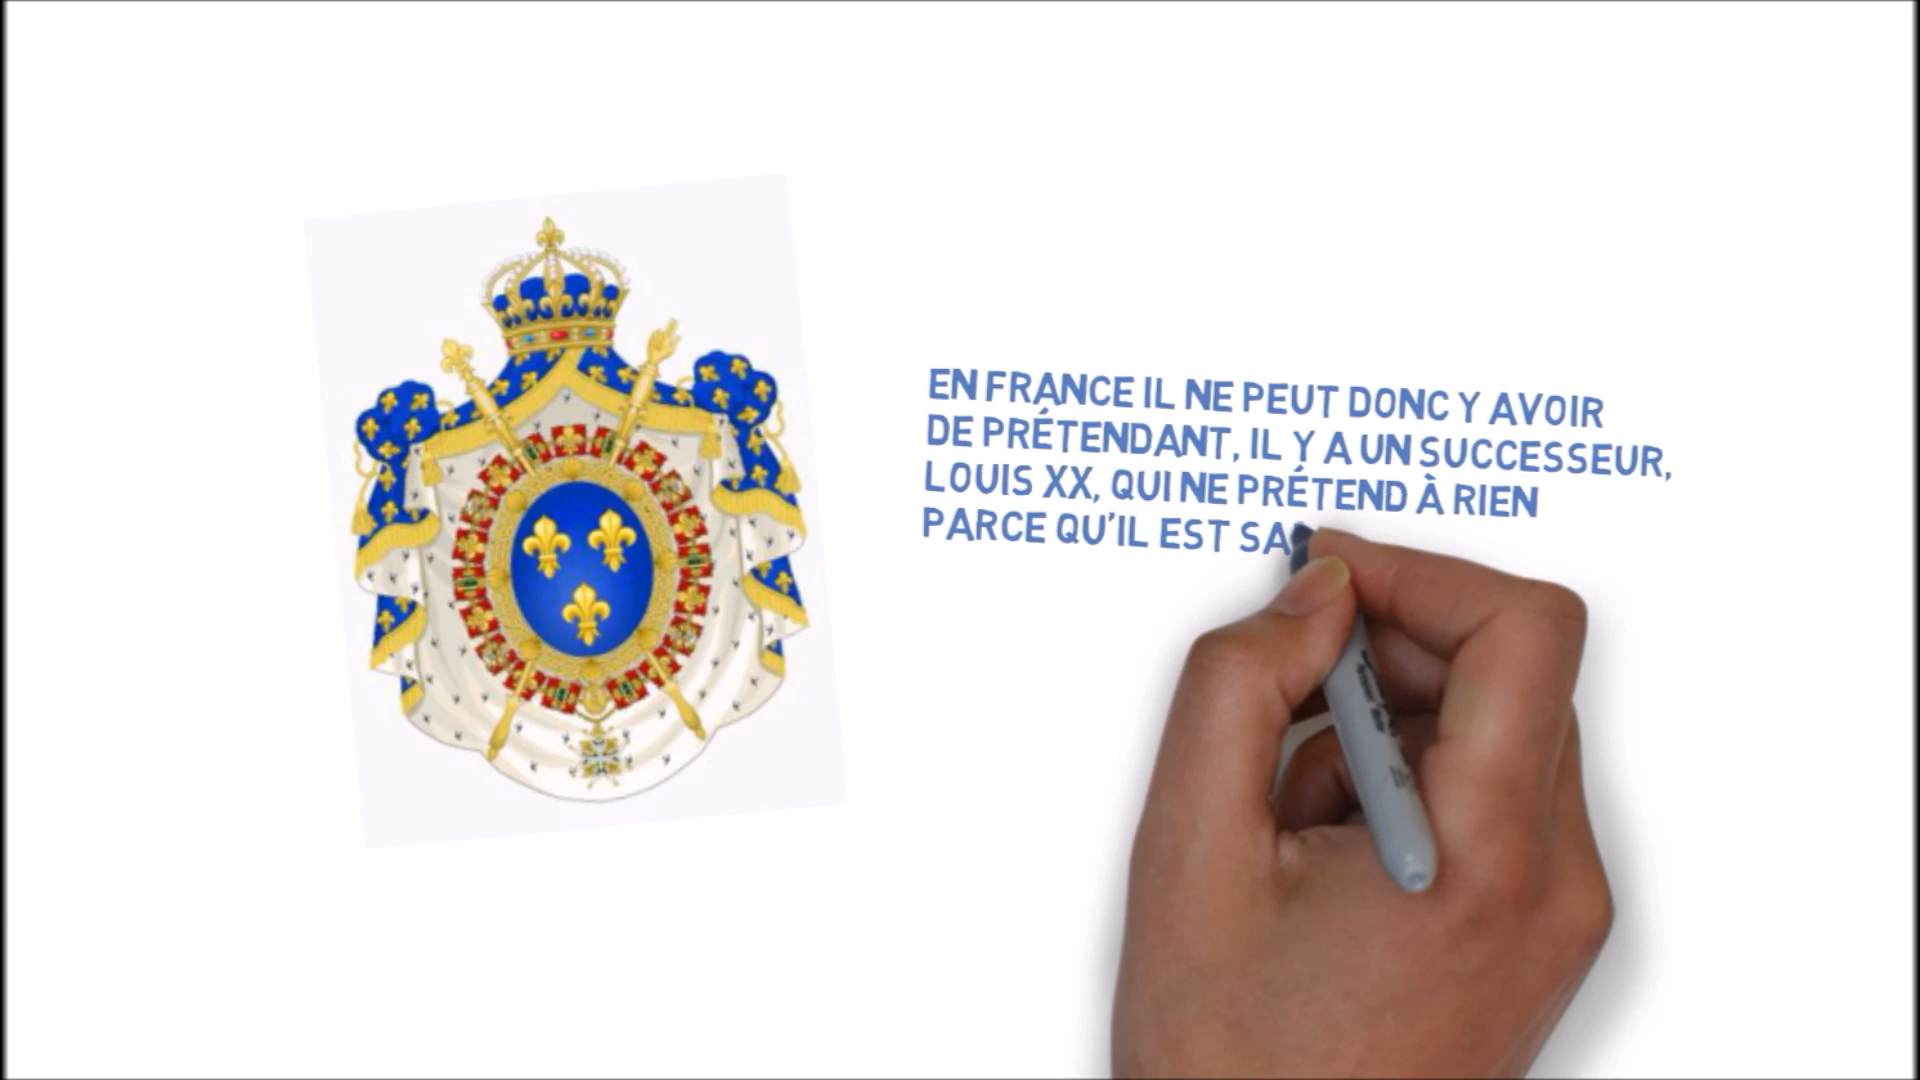 EN FRANCE IL NE PEUT DONC Y AVOIR
DE PRÉTENDANT, IL Y A UN SUCCESSEUR,
LOUIS XX, QUI NE PRÉTEND À RIEN
PARCE QU'IL EST SA